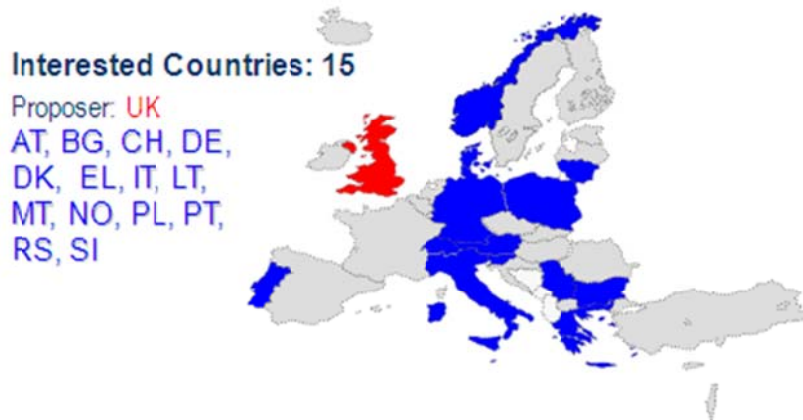 Interested Countries: 15
Proposer: UK
AT, BG, CH, DE,
DK, EL, IT, LT,
MT, NO, PL, PT,
RS, SI